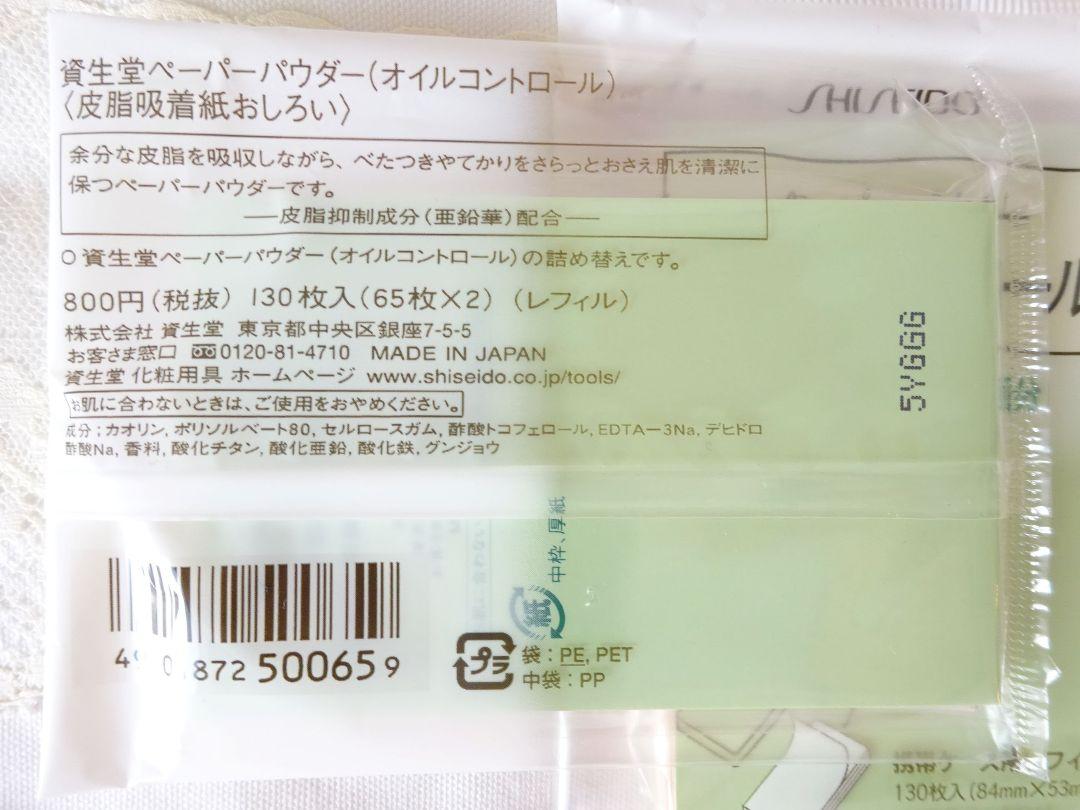 資生堂ペーパーパウダー(オイルコントロール)
〈皮脂吸着紙おしろい〉
SHISEIDO
余分な皮脂を吸収しながら、べたつきやてかりをさらっとおさえ肌を清潔に
保つペーパーパウダーです。
—皮脂抑制成分(亜鉛華)配合—
○資生堂ペーパーパウダー(オイルコントロール)の詰め替えです。
800円(税抜) 130枚入(65枚×2) (レフィル)
株式会社 資生堂 東京都中央区銀座7-5-5
お客さま窓口 0120-81-4710 MADE IN JAPAN
資生堂 化粧用具 ホームページ www.shiseido.co.jp/tools/
お肌に合わないときは、ご使用をおやめください。
成分;カオリン, ポリソルベート80, セルロースガム, 酢酸トコフェロール, EDTAー3Na, デヒドロ
酢酸Na, 香料, 酸化チタン, 酸化亜鉛, 酸化鉄, グンジョウ
5YGGG
中枠、厚紙
紙
プラ
袋:PE, PET
中袋:PP
4901872500659
130枚入(84mm×53m